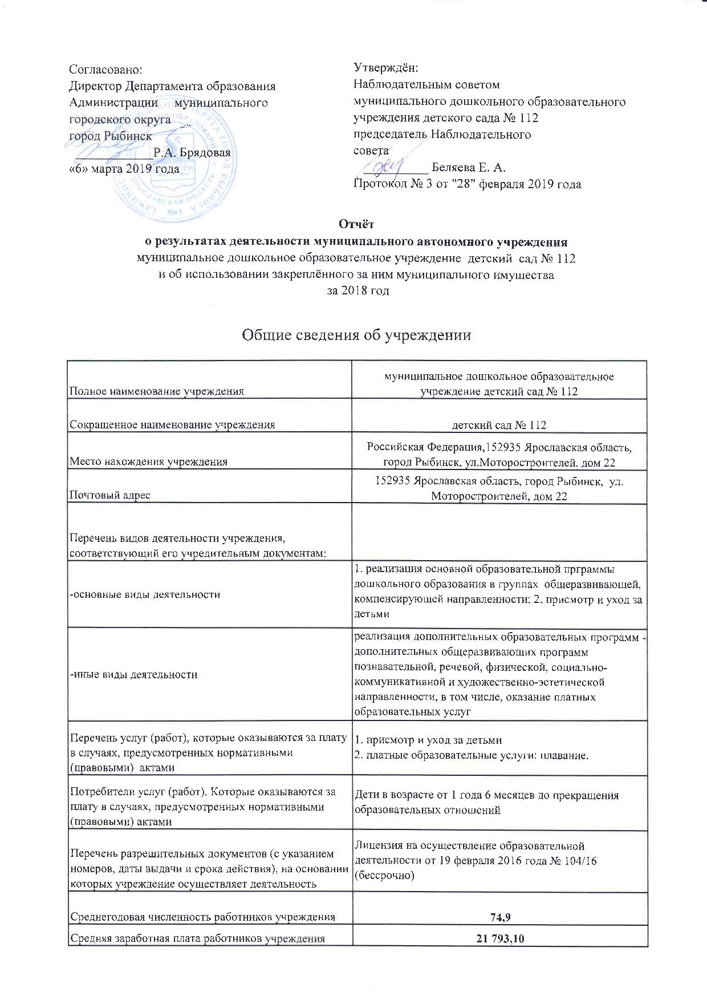 Согласовано:
Директор Департамента образования
Администрации муниципального
городского округа
город Рыбинск
____________Р.А. Брядовая
«6» марта 2019 года
Утверждён:
Наблюдательным советом
муниципального дошкольного образовательного
учреждения детского сада № 112
председатель Наблюдательного
совета
__________ Беляева Е. А.
Протокол № 3 от "28" февраля 2019 года
Отчёт
о результатах деятельности муниципального автономного учреждения
муниципальное дошкольное образовательное учреждение детский сад № 112
и об использовании закреплённого за ним муниципального имущества
за 2018 год
Общие сведения об учреждении
Полное наименование учреждения
муниципальное дошкольное образовательное
учреждение детский сад № 112
Сокращенное наименование учреждения
детский сад № 112
Место нахождения учреждения
Российская Федерация,152935 Ярославская область,
город Рыбинск, ул.Моторостроителей. дом 22
Почтовый адрес
152935 Ярославская область, город Рыбинск, ул.
Моторостроителей, дом 22
Перечень видов деятельности учреждения,
соответствующий его учредительным документам:
-основные виды деятельности
1. реализация основной образовательной прграммы
дошкольного образования в группах общеразвивающей,
компенсирующей направленности; 2. присмотр и уход за
детьми
-иные виды деятельности
реализация дополнительных образовательных программ -
дополнительных общеразвивающих программ
познавательной, речевой, физической, социально-
коммуникативной и художественно-эстетической
направленности, в том числе, оказание платных
образовательных услуг
Перечень услуг (работ), которые оказываются за плату
в случаях, предусмотренных нормативными
(правовыми) актами
1. присмотр и уход за детьми
2. платные образовательные услуги: плавание.
Потребители услуг (работ). Которые оказываются за
плату в случаях, предусмотренных нормативными
(правовыми) актами
Дети в возрасте от 1 года 6 месяцев до прекращения
образовательных отношений
Перечень разрешительных документов (с указанием
номеров, даты выдачи и срока действия), на основании
которых учреждение осуществляет деятельность
Лицензия на осуществление образовательной
деятельности от 19 февраля 2016 года № 104/16
(бессрочно)
Среднегодовая численность работников учреждения
74,9
Средняя заработная плата работников учреждения
21 793,10